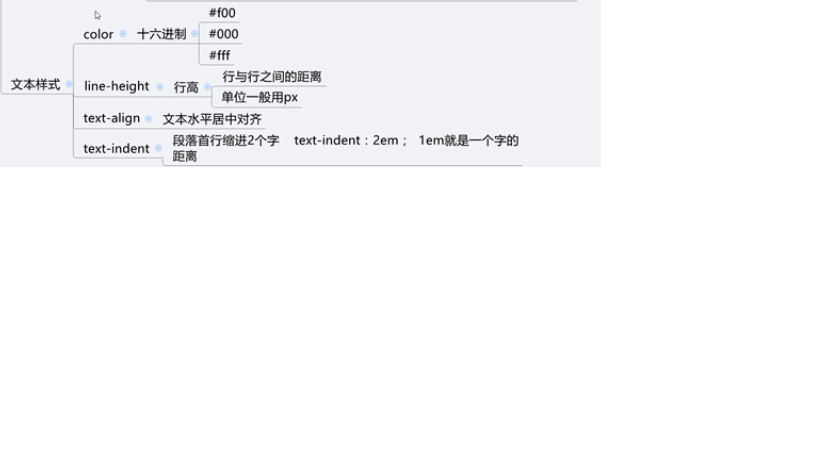 文本样式
color
十六进制
#f00
#000
#fff
line-height
行高
行与行之间的距离
单位一般用px
text-align
文本水平居中对齐
text-indent
段落首行缩进2个字 text-indent：2em； 1em就是一个字的
距离